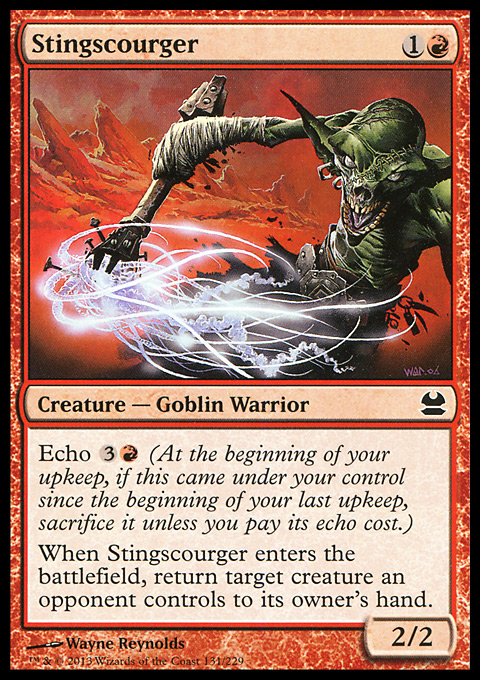 Stingscourger 1
WAR.06
Creature — Goblin Warrior
Echo 3 (At the beginning of your
upkeep, if this came under your control
since the beginning of your last upkeep,
sacrifice it unless you pay its echo cost.)
When Stingscourger enters the
battlefield, return target creature an
opponent controls to its owner's hand.
Wayne Reynolds
2/2
™ & © 2013 Wizards of the Coast 131/229